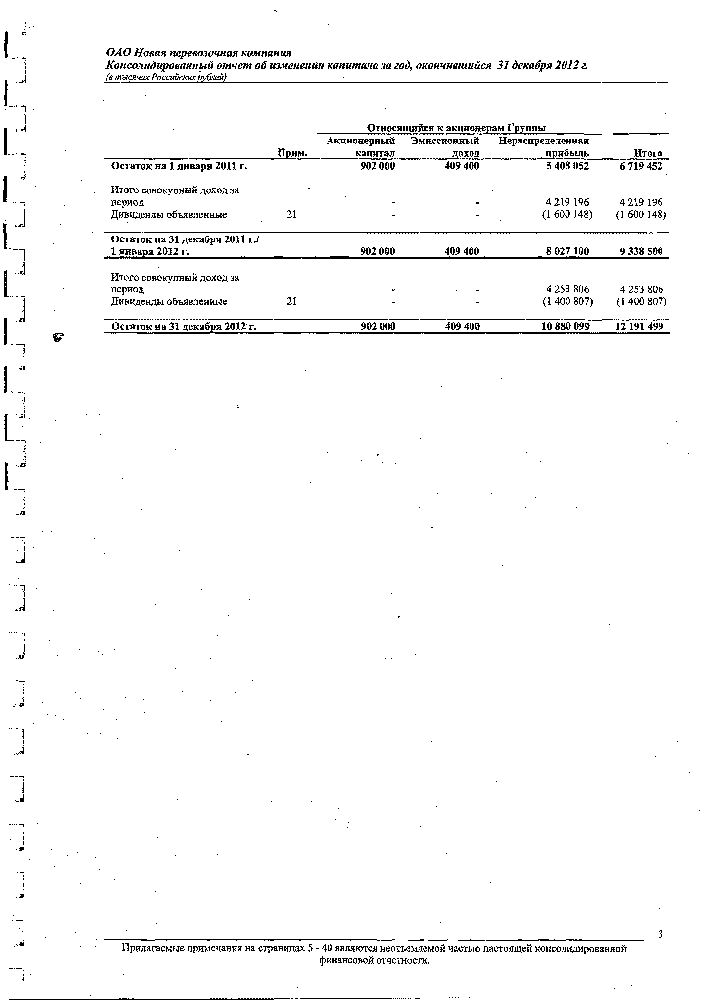 ОАО Новая перевозочная компания
Консолидированный отчет об изменении капитала за год, окончившийся 31 декабря 2012 г.
(в тысячах Российских рублей)
Относящийся к акционерам Группы
Прим. Акционерный капитал Эмиссионный доход Нераспределенная прибыль Итого
Остаток на 1 января 2011 г. 902 000 409 400 5 408 052 6 719 452
Итого совокупный доход за
период - - 4 219 196 4 219 196
Дивиденды объявленные 21 - - (1 600 148) (1 600 148)
Остаток на 31 декабря 2011 г./
1 января 2012 г. 902 000 409 400 8 027 100 9 338 500
Итого совокупный доход за
период - - 4 253 806 4 253 806
Дивиденды объявленные 21 - - (1 400 807) (1 400 807)
Остаток на 31 декабря 2012 г. 902 000 409 400 10 880 099 12 191 499
3
Прилагаемые примечания на страницах 5 - 40 являются неотъемлемой частью настоящей консолидированной
финансовой отчетности.